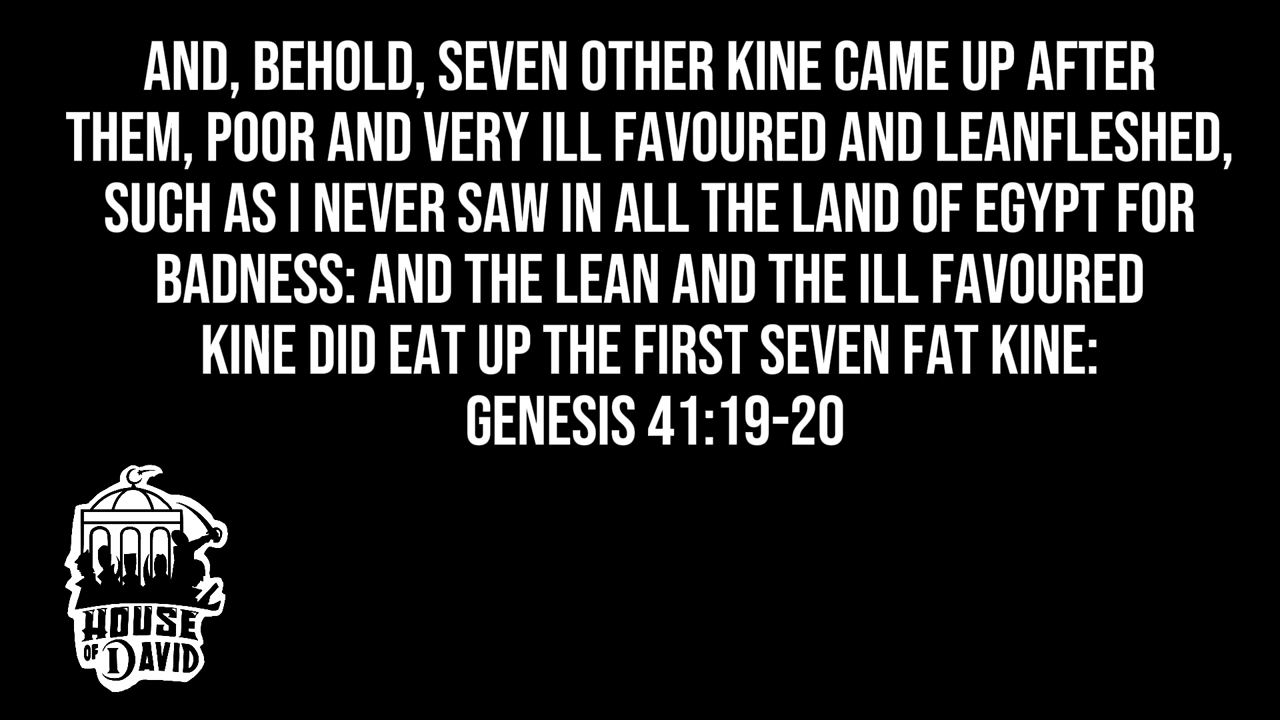 AND, BEHOLD, SEVEN OTHER KINE CAME UP AFTER
THEM, POOR AND VERY ILL FAVOURED AND LEANFLESHED,
SUCH AS I NEVER SAW IN ALL THE LAND OF EGYPT FOR
BADNESS: AND THE LEAN AND THE ILL FAVOURED
KINE DID EAT UP THE FIRST SEVEN FAT KINE:
GENESIS 41:19-20
HOUSE
OF DAVID